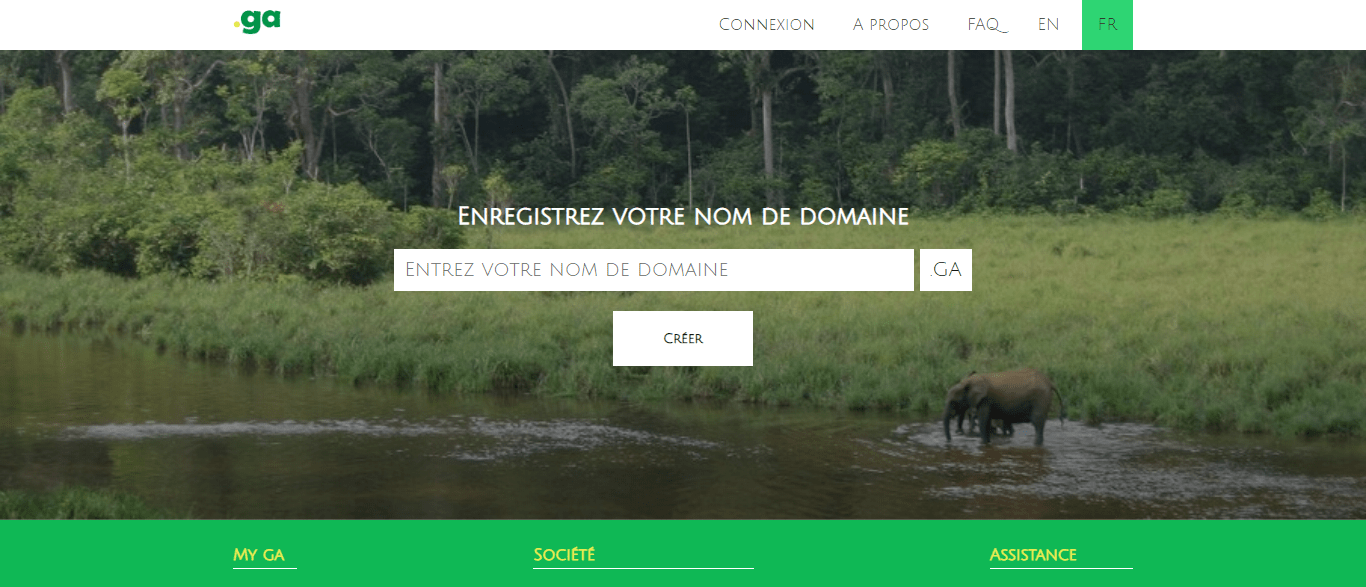 .ga
Connexion A propos FAQ EN FR
Enregistrez votre nom de domaine
Entrez votre nom de domaine .GA
Créer
My ga Société Assistance